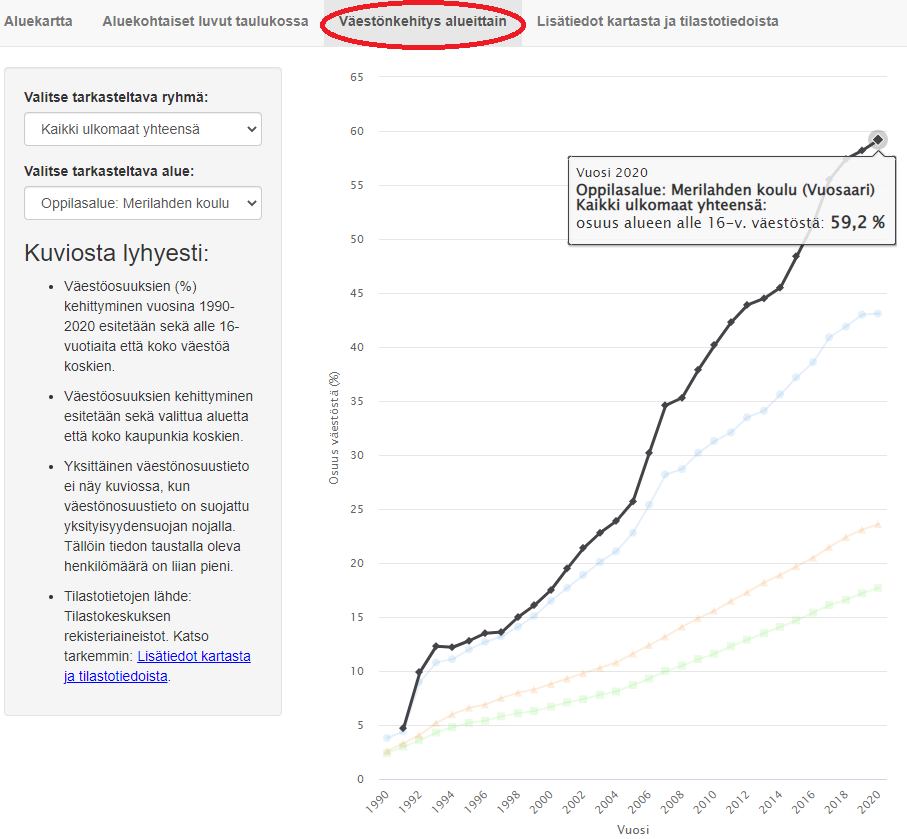 Aluekartta Aluekohtaiset luvut taulukossa Väestönkehitys alueittain Lisätiedot kartasta ja tilastotiedoista
Valitse tarkasteltava ryhmä:
Kaikki ulkomaat yhteensä
Valitse tarkasteltava alue:
Oppilasalue: Merilahden koulu
Kuviosta lyhyesti:
• Väestöosuuksien (%)
kehittyminen vuosina 1990-
2020 esitetään sekä alle 16-
vuotiaita että koko väestöä
koskien.
• Väestöosuuksien kehittyminen
esitetään sekä valittua aluetta
että koko kaupunkia koskien.
• Yksittäinen väestönosuustieto
ei näy kuviossa, kun
väestönosuustieto on suojattu
yksityisyydensuojan nojalla.
Tällöin tiedon taustalla oleva
henkilömäärä on liian pieni.
• Tilastotietojen lähde:
Tilastokeskuksen
rekisteriaineistot. Katso
tarkemmin: Lisätiedot kartasta
ja tilastotiedoista.
Osuus väestöstä (%)
65
60
55
50
45
40
35
30
25
20
15
10
5
0
Vuosi 2020
Oppilasalue: Merilahden koulu (Vuosaari)
Kaikki ulkomaat yhteensä:
osuus alueen alle 16-v. väestöstä: 59,2 %
1990 1992 1994 1996 1998 2000 2002 2004 2006 2008 2010 2012 2014 2016 2018 2020
Vuosi